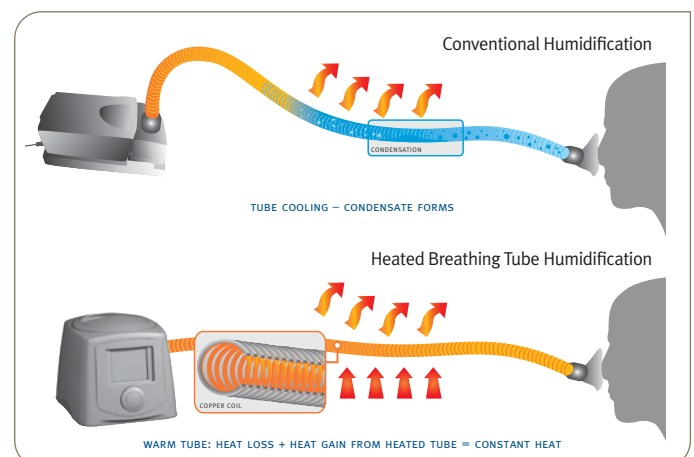 Conventional Humidification
CONDENSATION
TUBE COOLING – CONDENSATE FORMS
Heated Breathing Tube Humidification
COPPER COIL
WARM TUBE: HEAT LOSS + HEAT GAIN FROM HEATED TUBE = CONSTANT HEAT